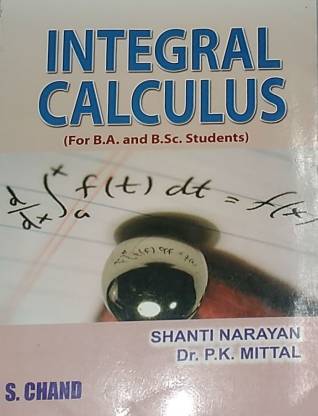 INTEGRAL
CALCULUS
(For B.A. and B.Sc. Students)
d/dx ∫ₐˣ f(t) dt = f(x)
SHANTI NARAYAN
Dr. P.K. MITTAL
S. CHAND